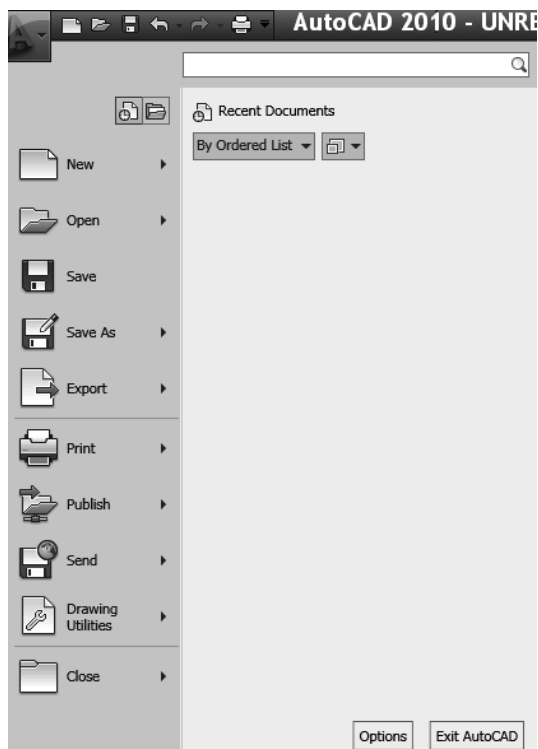 AutoCAD 2010 - UNRE
Recent Documents
By Ordered List
New
Open
Save
Save As
Export
Print
Publish
Send
Drawing
Utilities
Close
Options
Exit AutoCAD